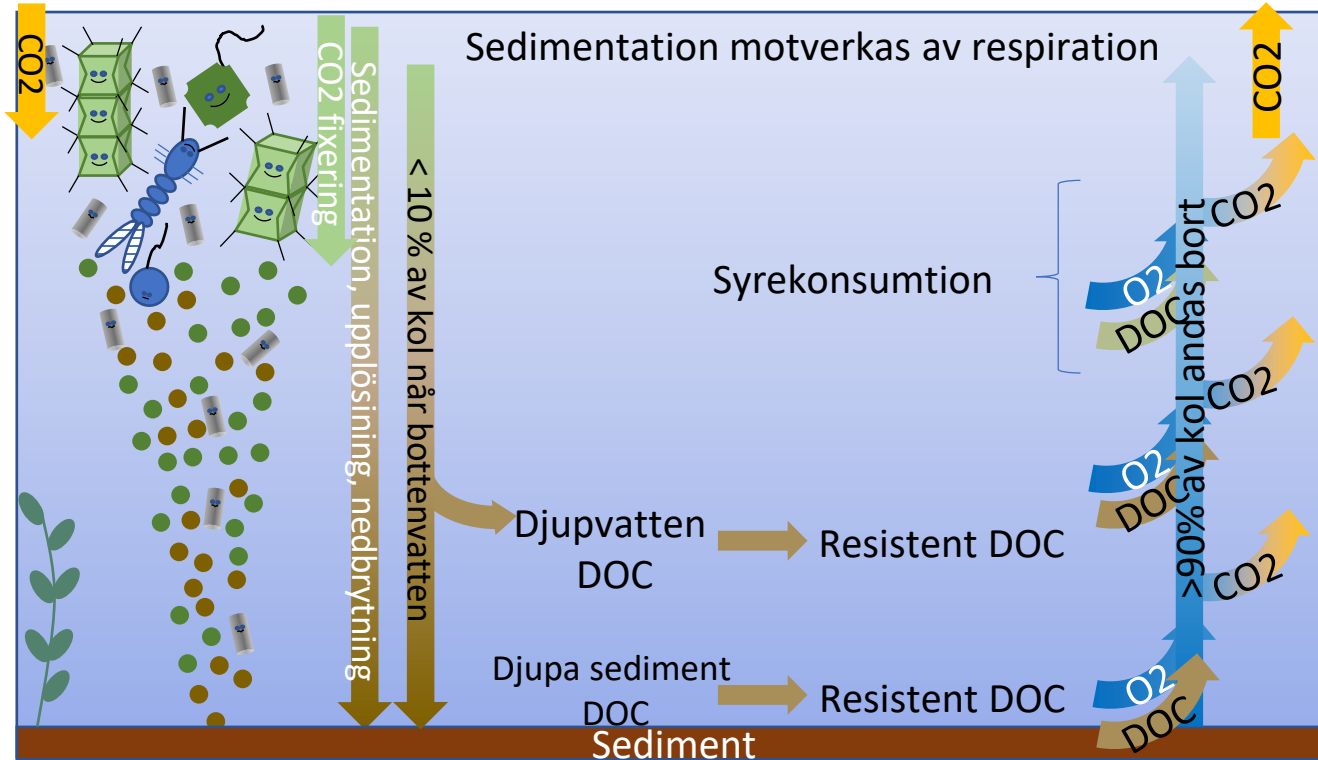 CO2
CO2 fixering
Sedimentation, upplösining, nedbrytning
< 10 % av kol når bottenvatten
Sedimentation motverkas av respiration
CO2
Syrekonsumtion
>90% av kol andas bort
O2
DOC
CO2
O2
DOC
CO2
O2
DOC
CO2
Djupvatten
DOC
Resistent DOC
Djupa sediment
DOC
Resistent DOC
Sediment